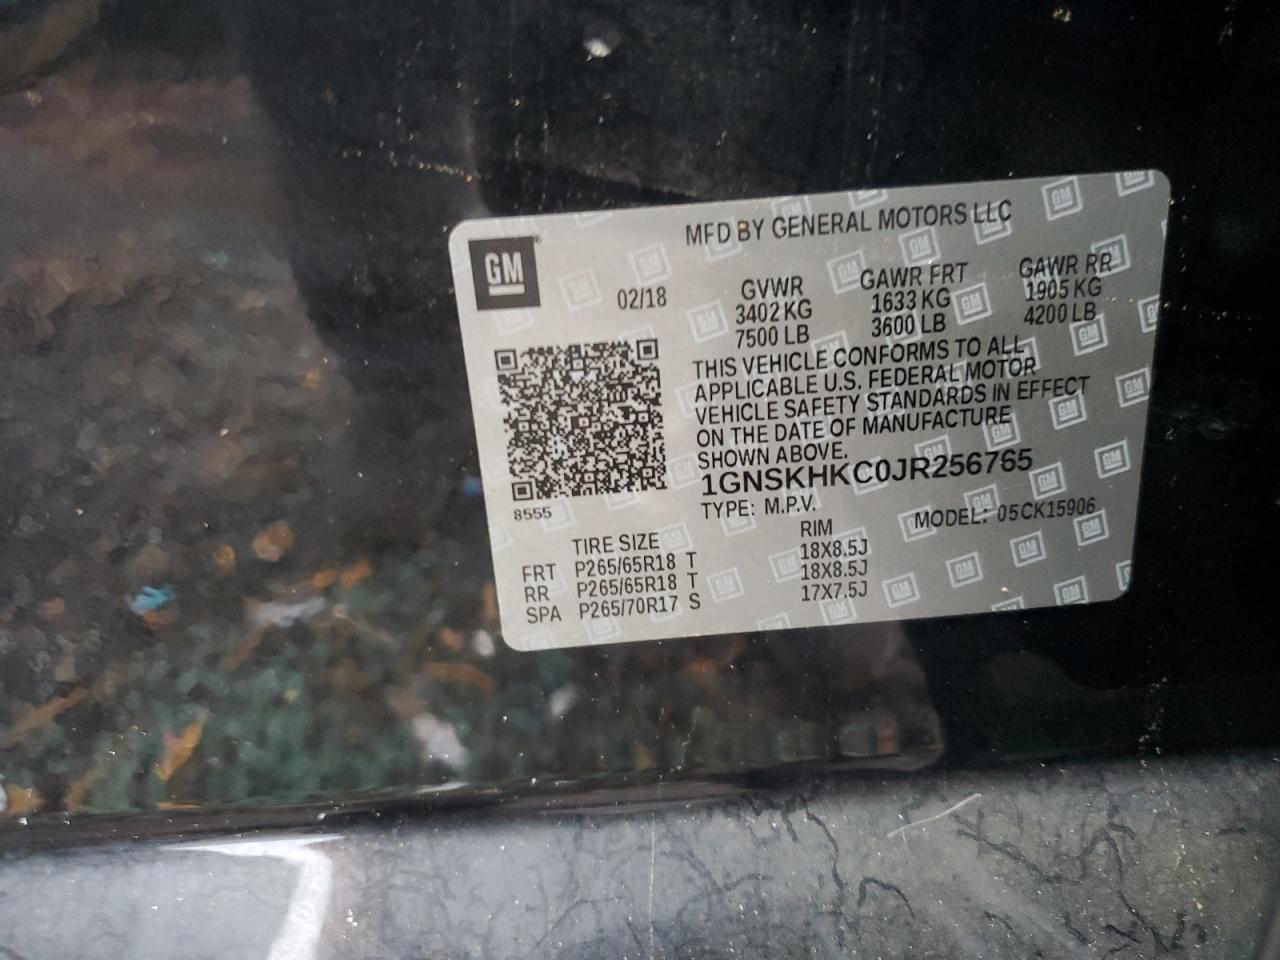 MFD BY GENERAL MOTORS LLC
GM
02/18
GVWR GAWR FRT GAWR RR
3402 KG 1633 KG 1905 KG
7500 LB 3600 LB 4200 LB
THIS VEHICLE CONFORMS TO ALL
APPLICABLE U.S. FEDERAL MOTOR
VEHICLE SAFETY STANDARDS IN EFFECT
ON THE DATE OF MANUFACTURE
SHOWN ABOVE.
1GNSKHKC0JR256765
8555
TYPE: M.P.V. MODEL: 05CK15906
TIRE SIZE RIM
FRT P265/65R18 T 18X8.5J
RR P265/65R18 T 18X8.5J
SPA P265/70R17 S 17X7.5J